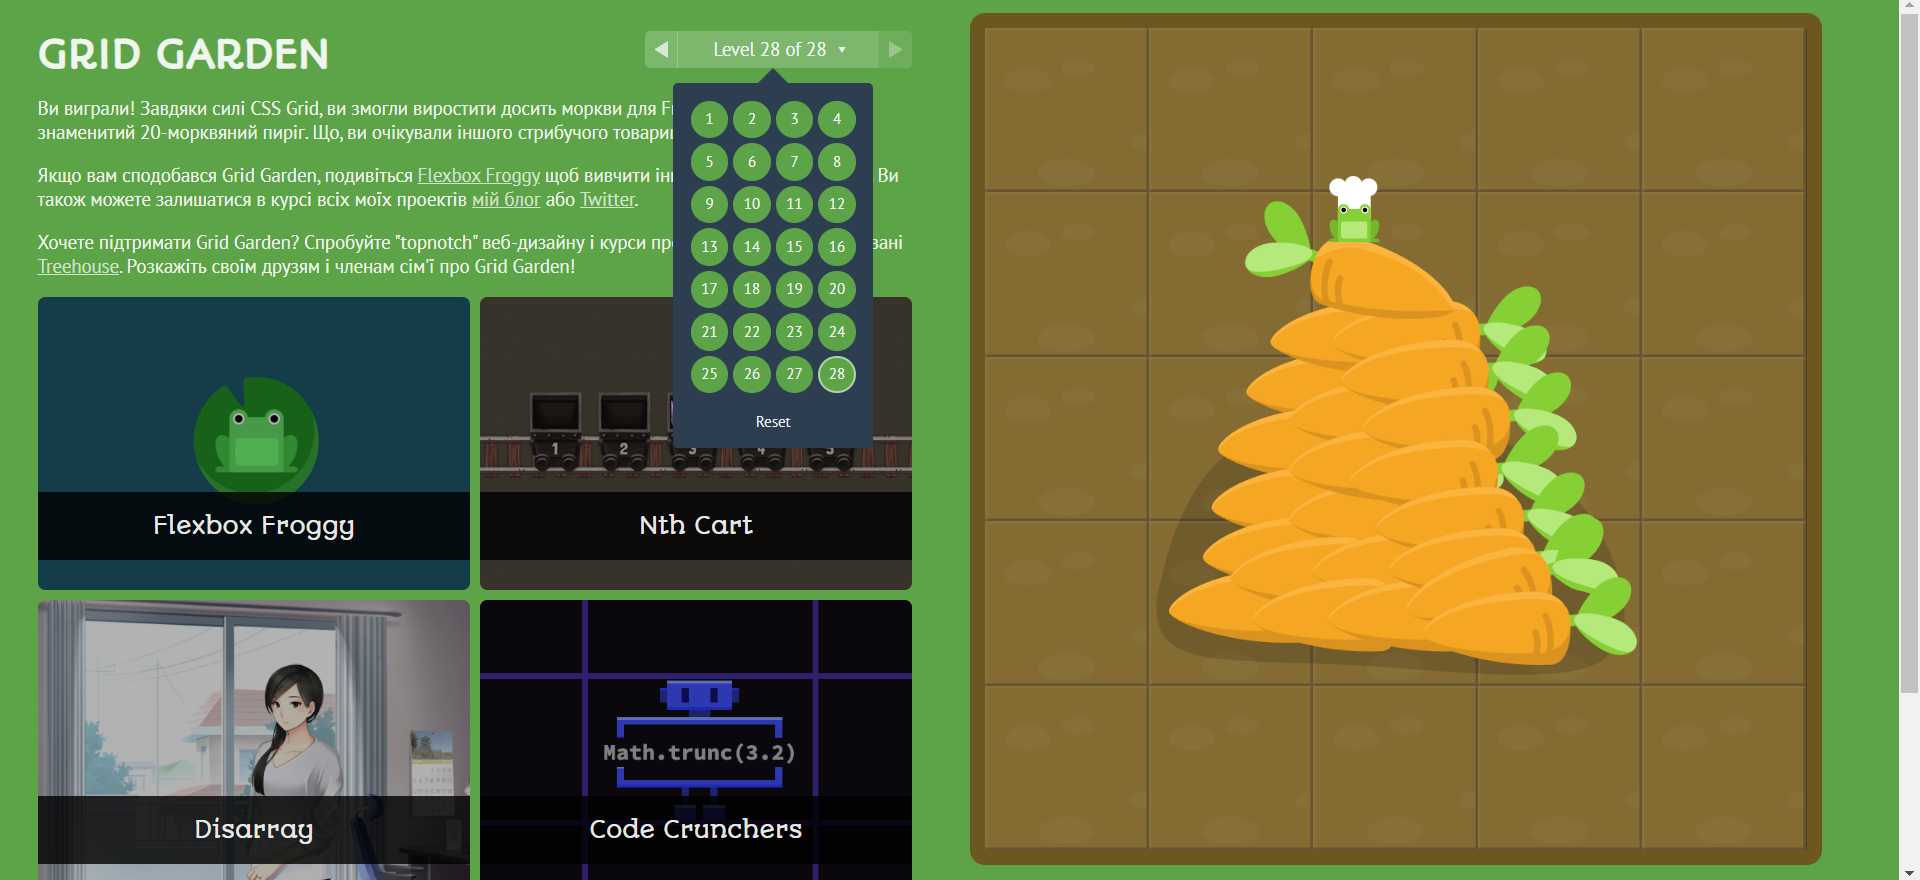 GRID GARDEN
Level 28 of 28
Ви виграли! Завдяки силі CSS Grid, ви змогли виростити досить моркви для
знаменитий 20-морквяний пиріг. Що, ви очікували іншого стрибучого
Якщо вам сподобався Grid Garden, подивіться Flexbox Froggy щоб вивчити Ви
також можете залишатися в курсі всіх моїх проектів мій блог або Twitter.
Хочете підтримати Grid Garden? Спробуйте "topnotch" веб-дизайну і курси
Treehouse. Розкажіть своїм друзям і членам сім'ї про Grid Garden!
1 2 3 4
5 6 7 8
9 10 11 12
13 14 15 16
17 18 19 20
21 22 23 24
25 26 27 28
Reset
1 2 3 4 5
Flexbox Froggy
Nth Cart
Math.trunc(3.2)
Disarray
Code Crunchers